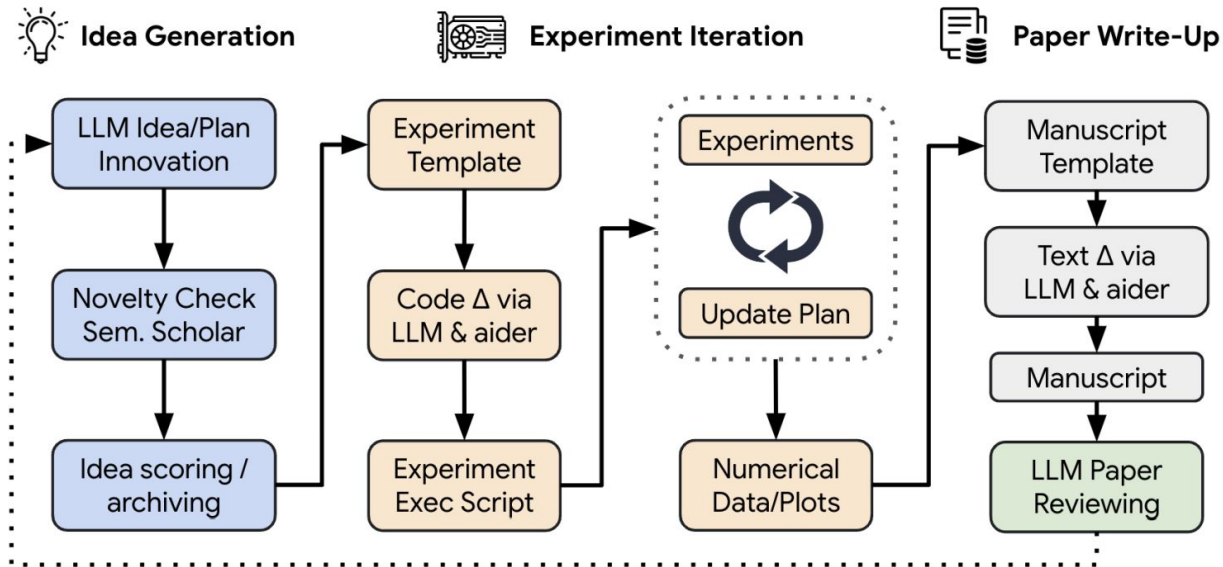 Idea Generation
Experiment Iteration
Paper Write-Up
LLM Idea/Plan
Innovation
Novelty Check
Sem. Scholar
Idea scoring /
archiving
Experiment
Template
Code Δ via
LLM & aider
Experiment
Exec Script
Experiments
Update Plan
Numerical
Data/Plots
Manuscript
Template
Text Δ via
LLM & aider
Manuscript
LLM Paper
Reviewing